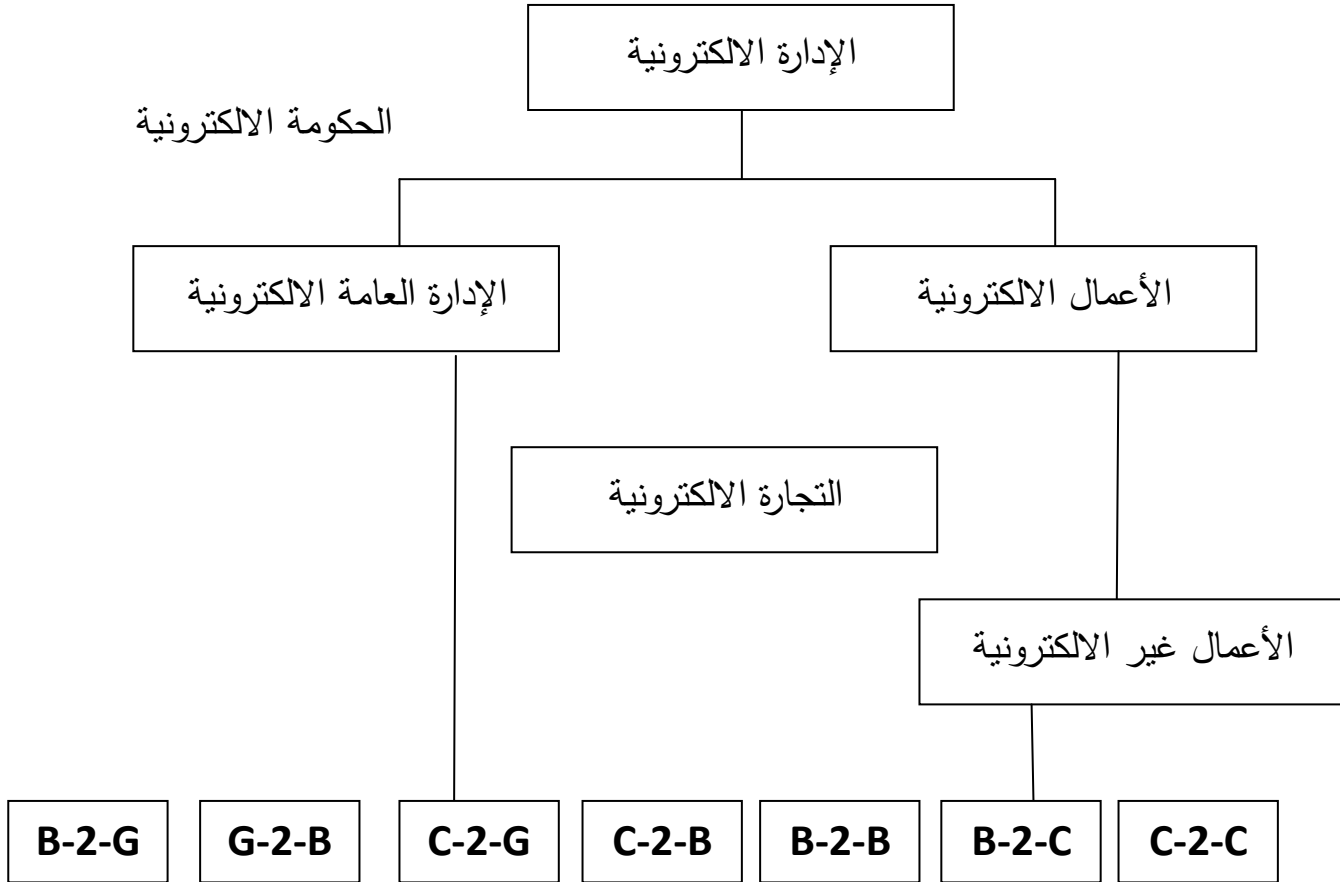 الإدارة الالكترونية
الحكومة الالكترونية
الأعمال الالكترونية
الإدارة العامة الالكترونية
التجارة الالكترونية
الأعمال غير الالكترونية
B-2-G
G-2-B
C-2-G
C-2-B
B-2-B
B-2-C
C-2-C